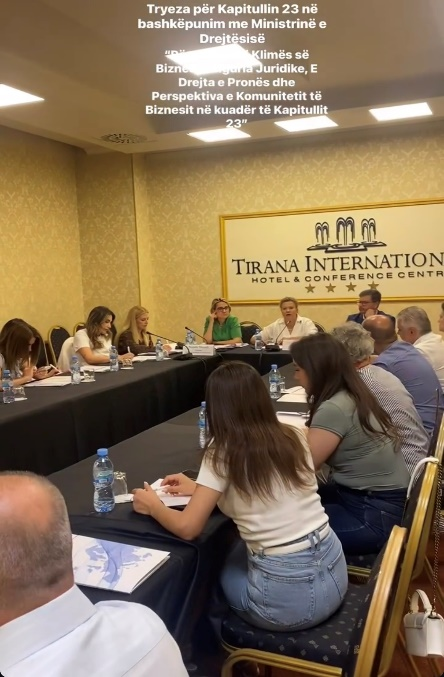 Tryeza për Kapitullin 23 në
bashkëpunim me Ministrinë e
Drejtësisë
Klimës së
Juridike, E
Drejta e Pronës dhe
Perspektiva e Komunitetit të
Biznesit në kuadër të Kapitullit
23”
TIRANA INTERNATION
HOTEL & CONFERENCE CENTR